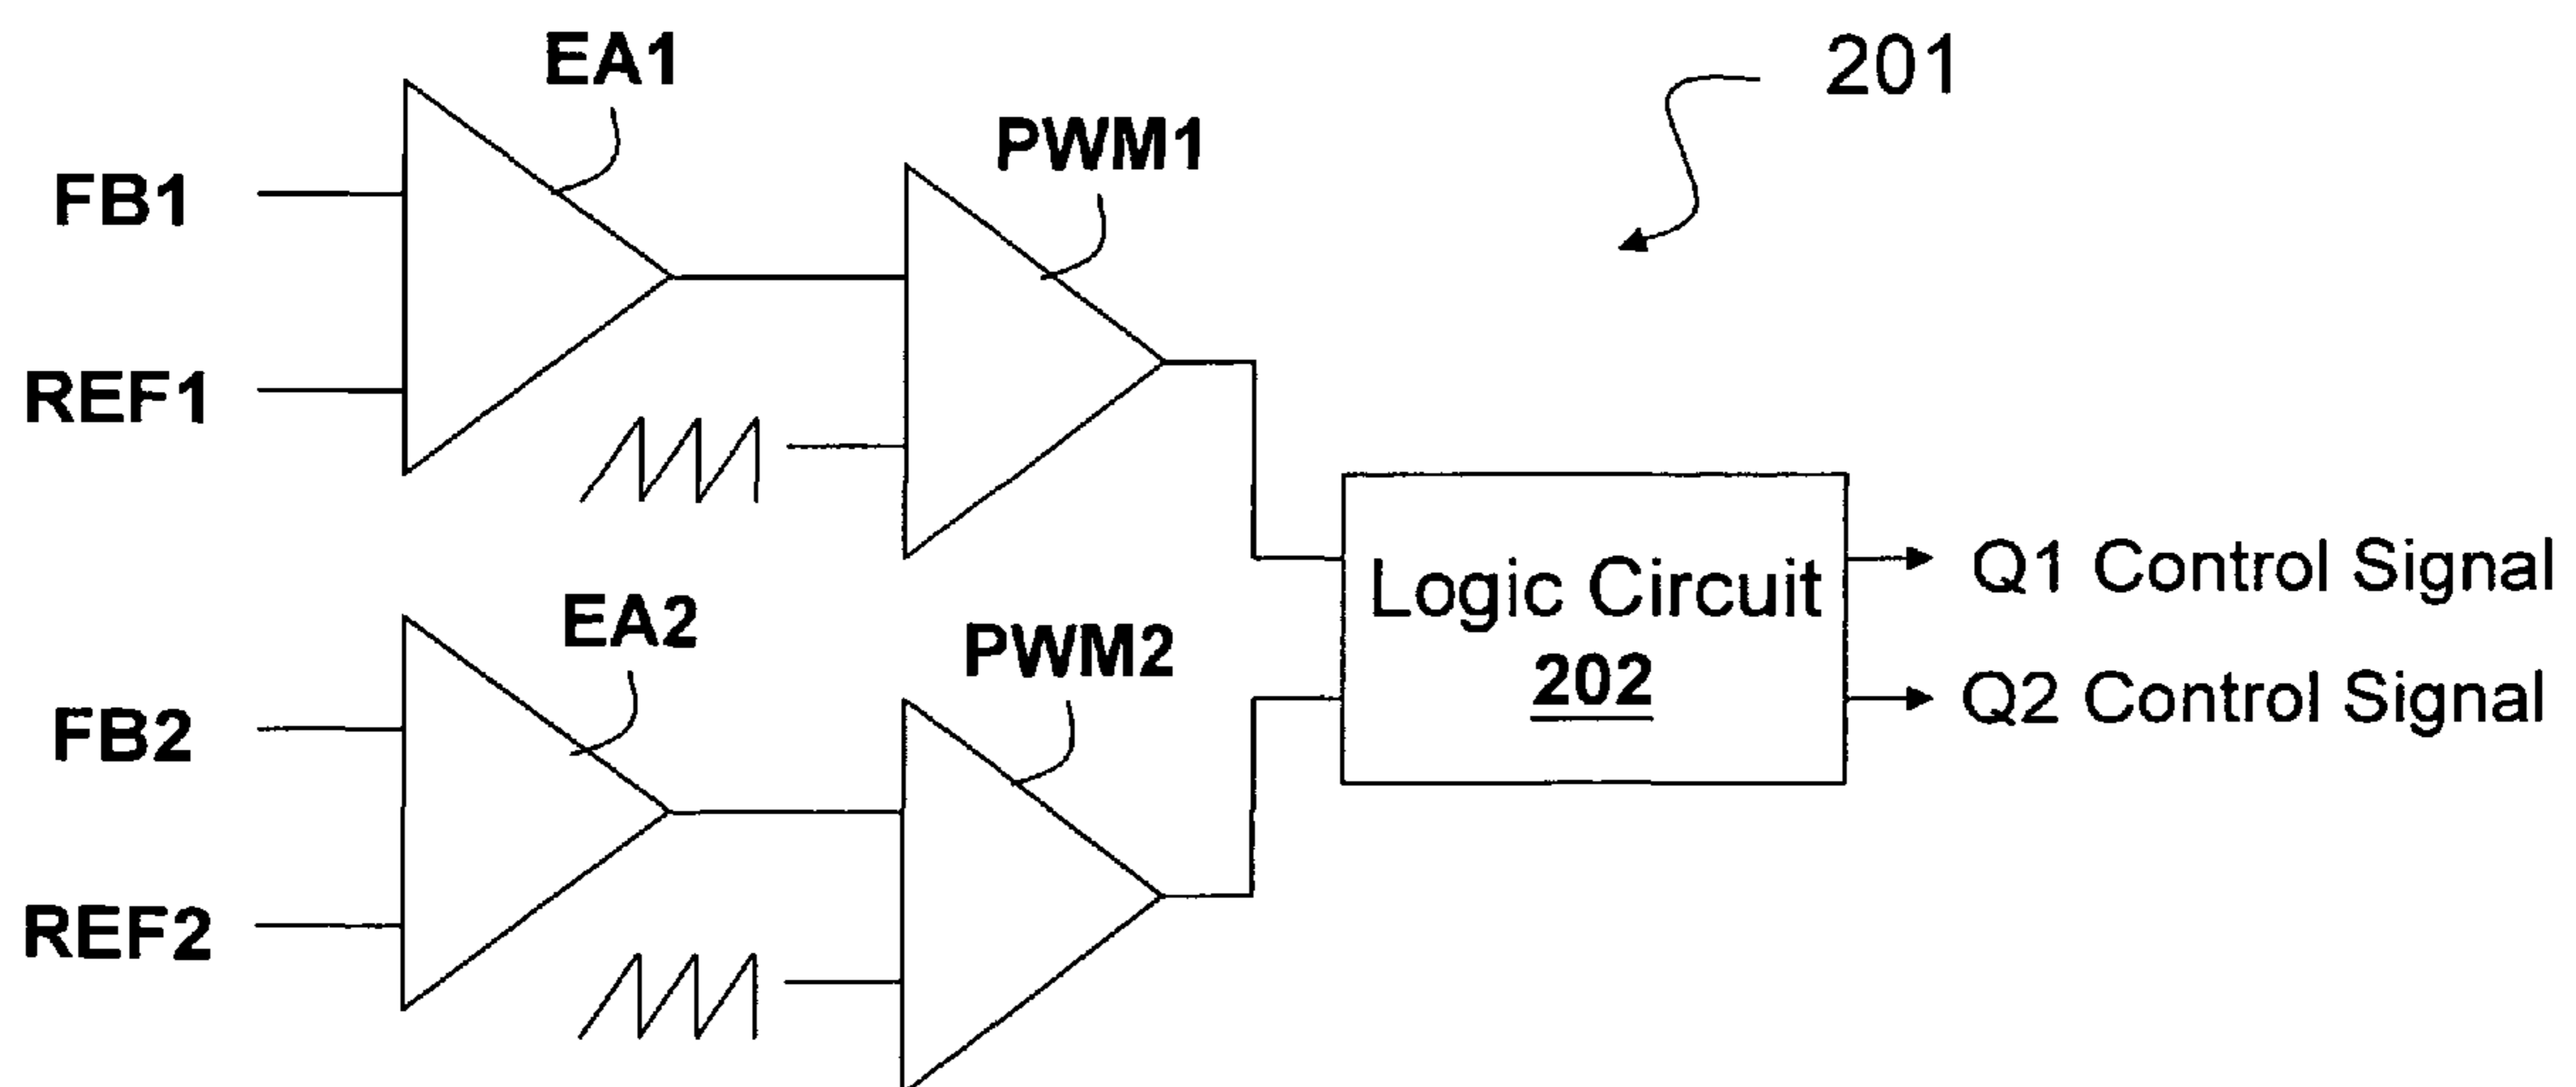 EA1
201
PWM1
FB1
REF1
Logic Circuit
202
Q1 Control Signal
Q2 Control Signal
EA2
PWM2
FB2
REF2